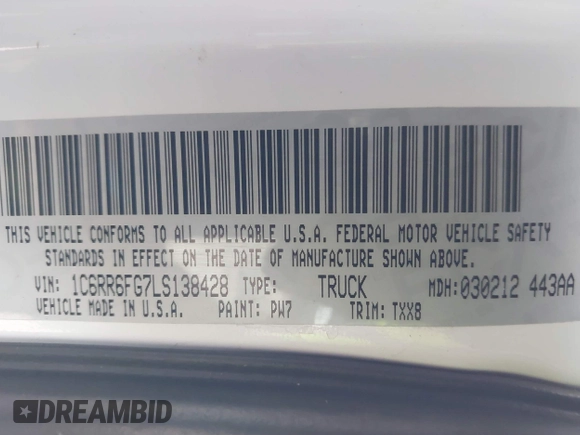 THIS VEHICLE CONFORMS TO ALL APPLICABLE U.S.A. FEDERAL MOTOR VEHICLE SAFETY
STANDARDS IN EFFECT ON THE DATE OF MANUFACTURE SHOWN ABOVE.
VIN: 1C6RR6FG7LS138428 TYPE: TRUCK MDH: 030212 443AA
VEHICLE MADE IN U.S.A. PAINT: PW7 TRIM: TXX8
DREAMBID